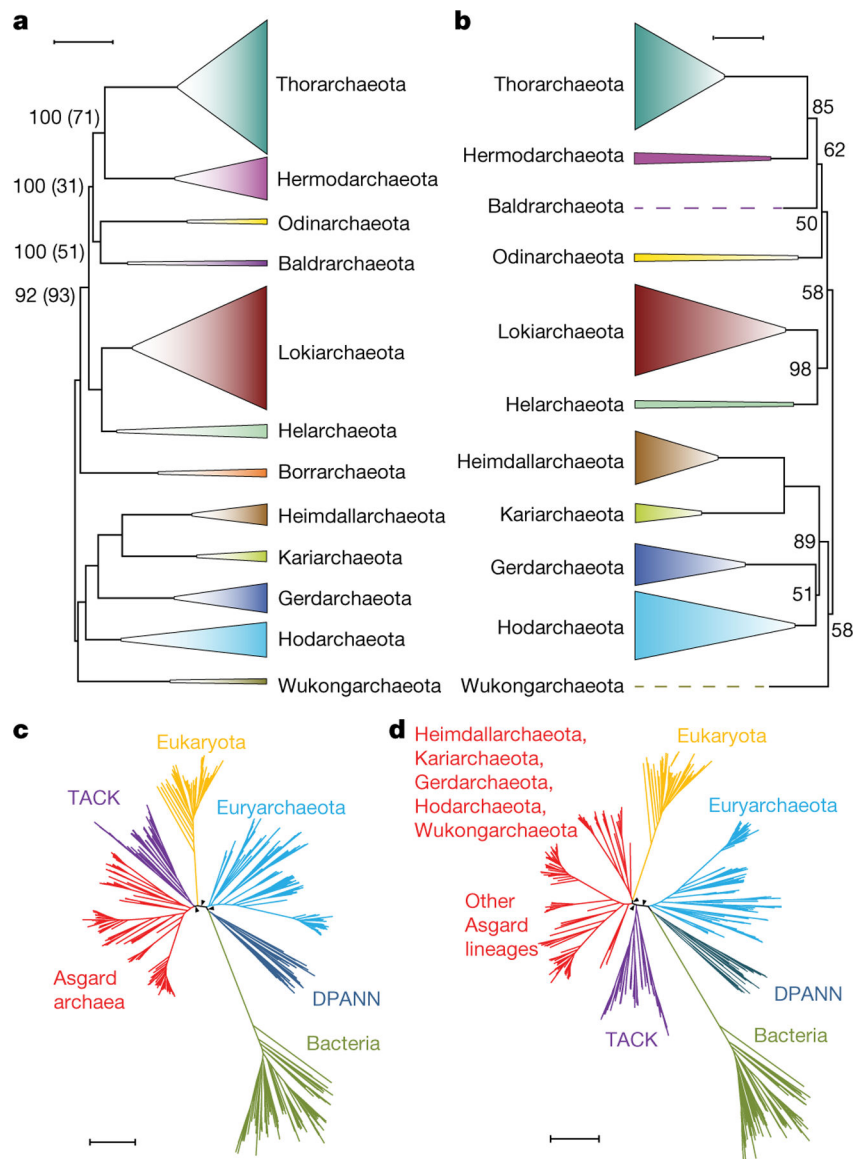 a
100 (71)
100 (31)
100 (51)
92 (93)
Thorarchaeota
Hermodarchaeota
Odinarchaeota
Baldrarchaeota
Lokiarchaeota
Helarchaeota
Borrarchaeota
Heimdallarchaeota
Kariarchaeota
Gerdarchaeota
Hodarchaeota
Wukongarchaeota
b
Thorarchaeota
Hermodarchaeota
Baldrarchaeota
Odinarchaeota
Lokiarchaeota
Helarchaeota
Heimdallarchaeota
Kariarchaeota
Gerdarchaeota
Hodarchaeota
Wukongarchaeota
85
62
50
58
98
89
51
58
c
Eukaryota
TACK
Euryarchaeota
Asgard
archaea
DPANN
Bacteria
d
Heimdallarchaeota,
Kariarchaeota,
Gerdarchaeota,
Hodarchaeota,
Wukongarchaeota
Eukaryota
Euryarchaeota
Other
Asgard
lineages
DPANN
TACK
Bacteria